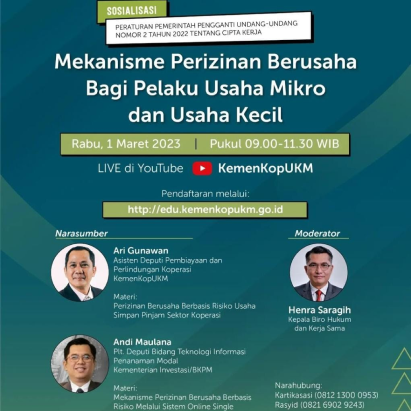 SOSIALISASI
PERATURAN PEMERINTAH PENGGANTI UNDANG-UNDANG
NOMOR 2 TAHUN 2022 TENTANG CIPTA KERJA
Mekanisme Perizinan Berusaha
Bagi Pelaku Usaha Mikro
dan Usaha Kecil
Rabu, 1 Maret 2023 | Pukul 09.00-11.30 WIB
LIVE di YouTube KemenKopUKM
Pendaftaran melalui:
http://edu.kemenkopukm.go.id
Narasumber
Ari Gunawan
Asisten Deputi Pembiayaan dan
Perlindungan Koperasi
KemenKopUKM
Materi:
Perizinan Berusaha Berbasis Risiko Usaha
Simpan Pinjam Sektor Koperasi
Andi Maulana
Plt. Deputi Bidang Teknologi Informasi
Penanaman Modal
Kementerian Investasi/BKPM
Materi:
Mekanisme Perizinan Berusaha Berbasis
Risiko Melalui Sistem Online Single
Moderator
Henra Saragih
Kepala Biro Hukum
dan Kerja Sama
Narahubung:
Kartikasasi (0812 1300 0953)
Rasyid (0821 6902 9243)